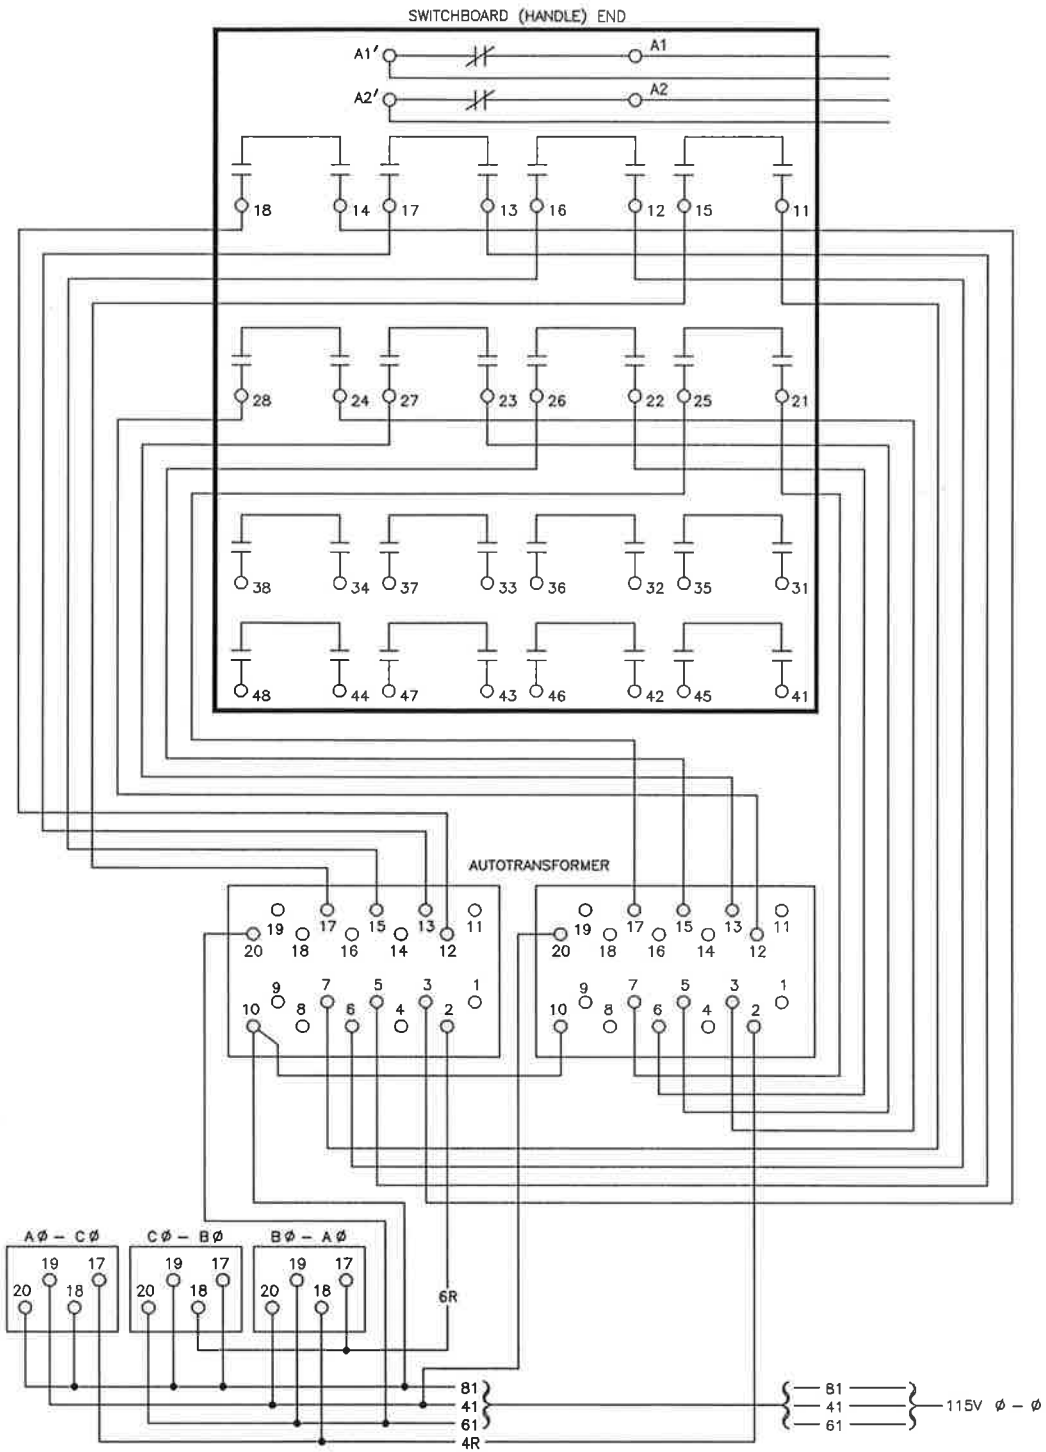 SWITCHBOARD (HANDLE) END
A1′ A1
A2′ A2
18 14 17 13 16 12 15 11
28 24 27 23 26 22 25 21
38 34 37 33 36 32 35 31
48 44 47 43 46 42 45 41
AUTOTRANSFORMER
19 17 15 13 11 19 17 15 13 11
20 18 16 14 12 20 18 16 14 12
9 7 5 3 1 9 7 5 3 1
10 8 6 4 2 10 8 6 4 2
AØ – CØ CØ – BØ BØ – AØ
19 17 19 17 19 17
20 18 20 18 20 18
6R
81 81
41 41 115V Ø – Ø
61 61
4R